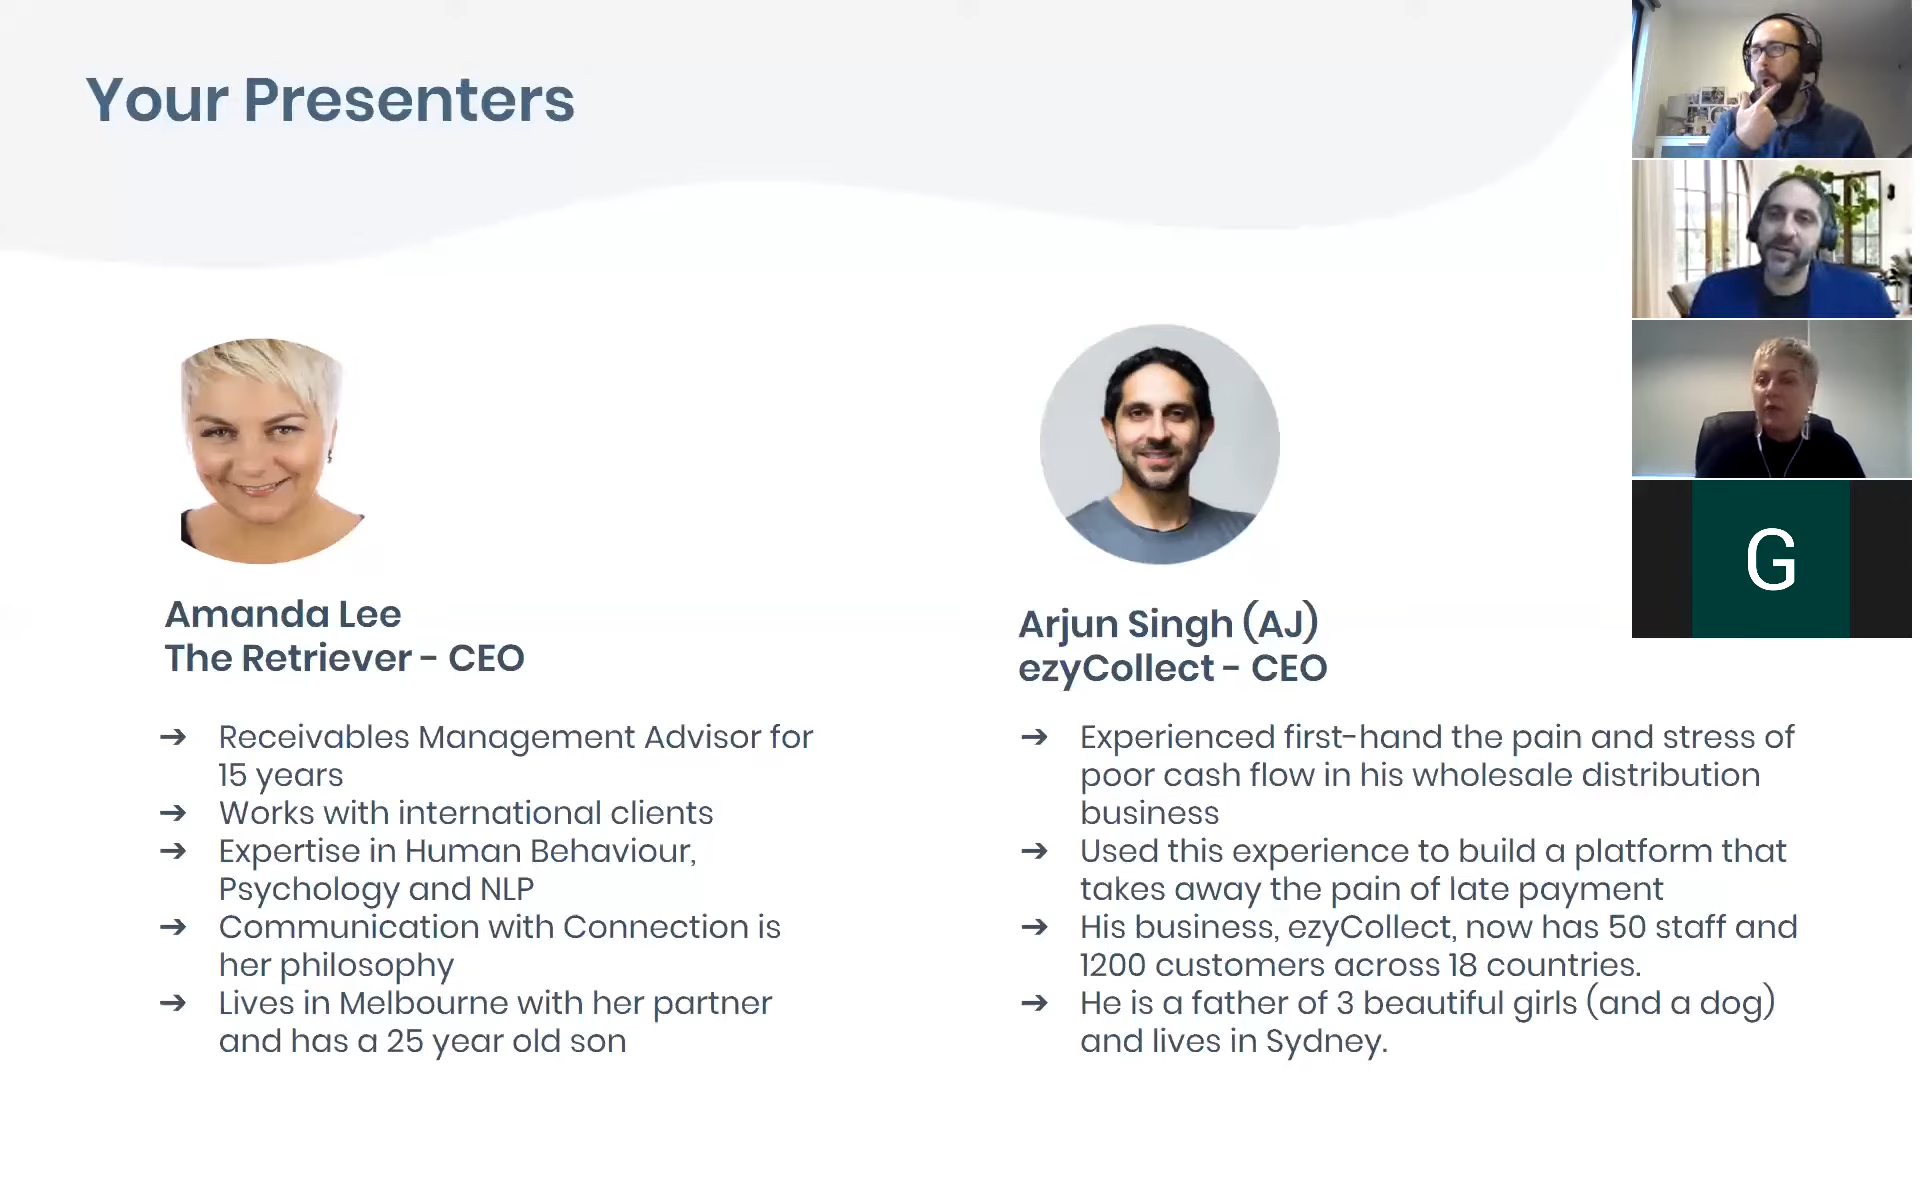 Your Presenters
Amanda Lee
The Retriever - CEO
➔ Receivables Management Advisor for
15 years
➔ Works with international clients
➔ Expertise in Human Behaviour,
Psychology and NLP
➔ Communication with Connection is
her philosophy
➔ Lives in Melbourne with her partner
and has a 25 year old son
Arjun Singh (AJ)
ezyCollect - CEO
➔ Experienced first-hand the pain and stress of
poor cash flow in his wholesale distribution
business
➔ Used this experience to build a platform that
takes away the pain of late payment
➔ His business, ezyCollect, now has 50 staff and
1200 customers across 18 countries.
➔ He is a father of 3 beautiful girls (and a dog)
and lives in Sydney.
G